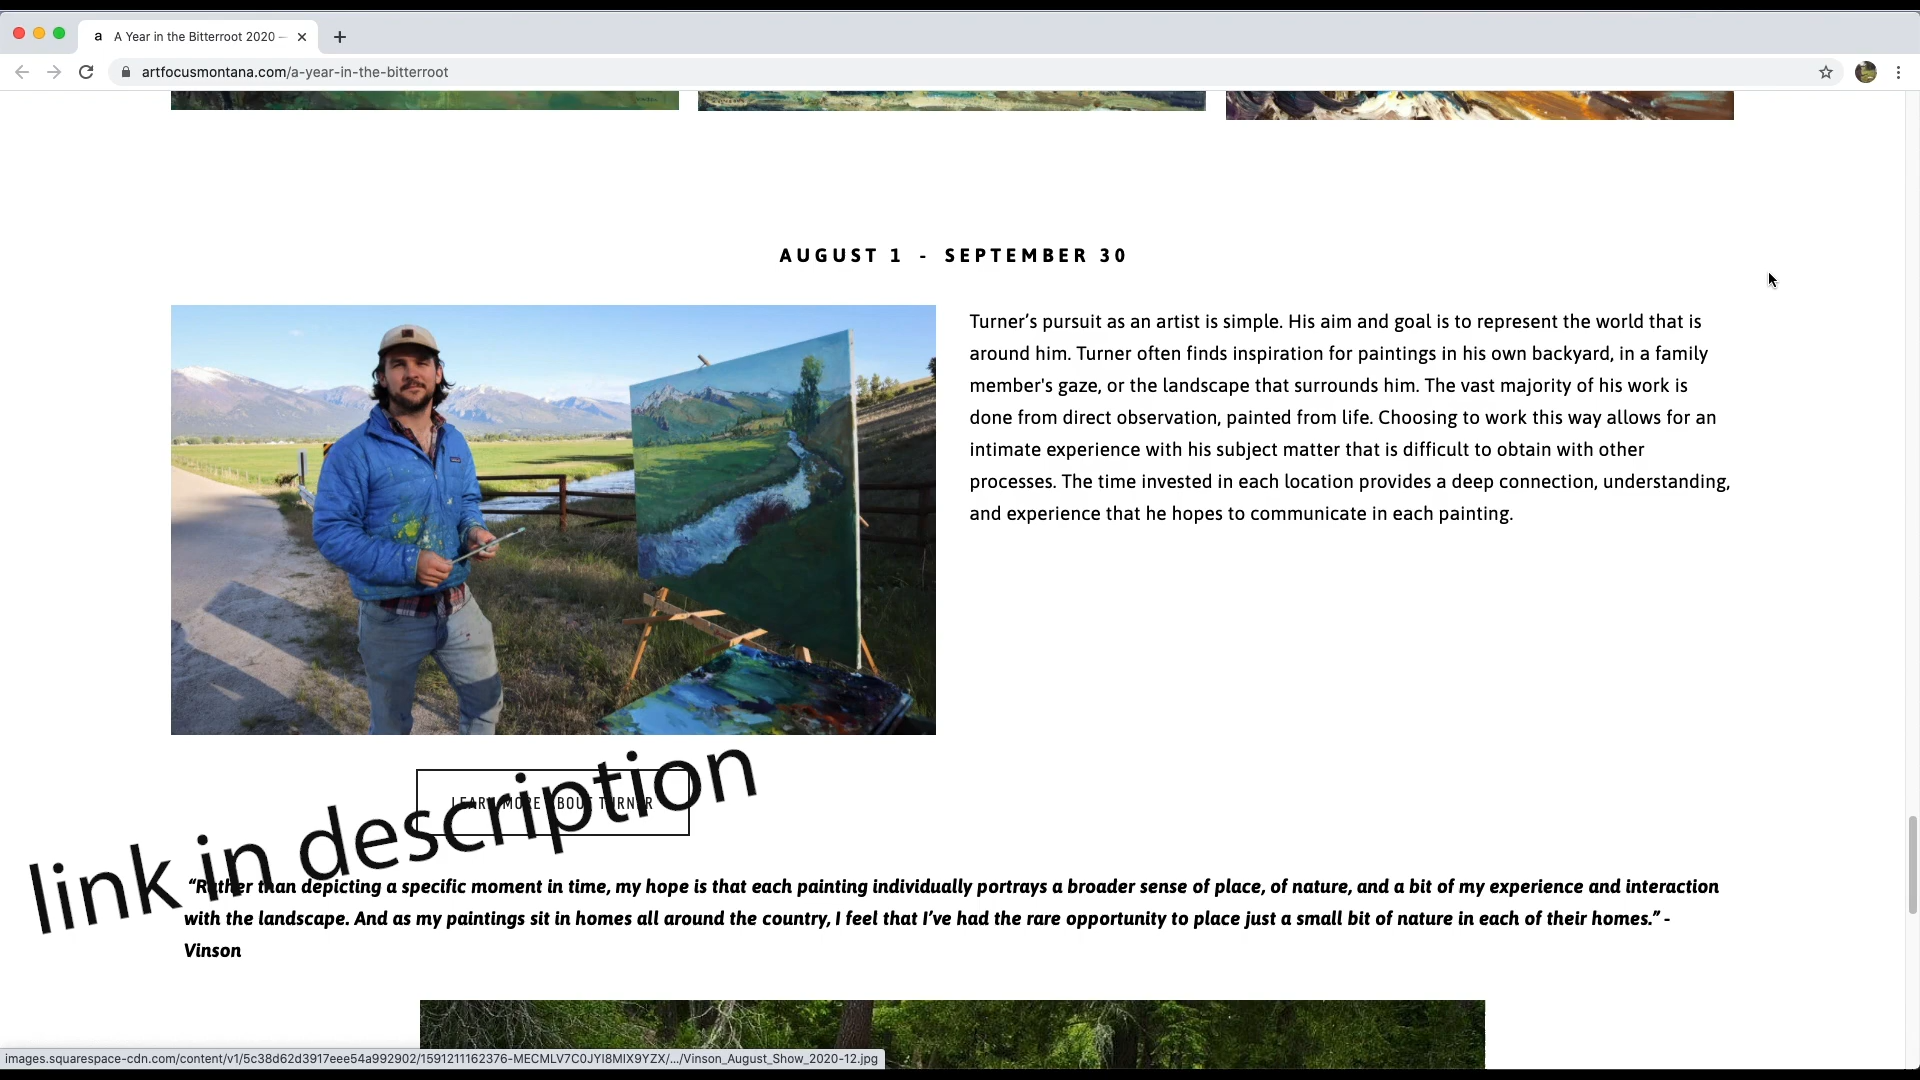 a A Year in the Bitterroot 2020 –
artfocusmontana.com/a-year-in-the-bitterroot
AUGUST 1 - SEPTEMBER 30
Turner’s pursuit as an artist is simple. His aim and goal is to represent the world that is
around him. Turner often finds inspiration for paintings in his own backyard, in a family
member's gaze, or the landscape that surrounds him. The vast majority of his work is
done from direct observation, painted from life. Choosing to work this way allows for an
intimate experience with his subject matter that is difficult to obtain with other
processes. The time invested in each location provides a deep connection, understanding,
and experience that he hopes to communicate in each painting.
LEARN MORE ABOUT TURNER
link in description
“Rather than depicting a specific moment in time, my hope is that each painting individually portrays a broader sense of place, of nature, and a bit of my experience and interaction
with the landscape. And as my paintings sit in homes all around the country, I feel that I’ve had the rare opportunity to place just a small bit of nature in each of their homes.” -
Vinson
images.squarespace-cdn.com/content/v1/5c38d62d3917eee54a992902/1591211162376-MECMLV7C0JYI8MIX9YZX/.../Vinson_August_Show_2020-12.jpg